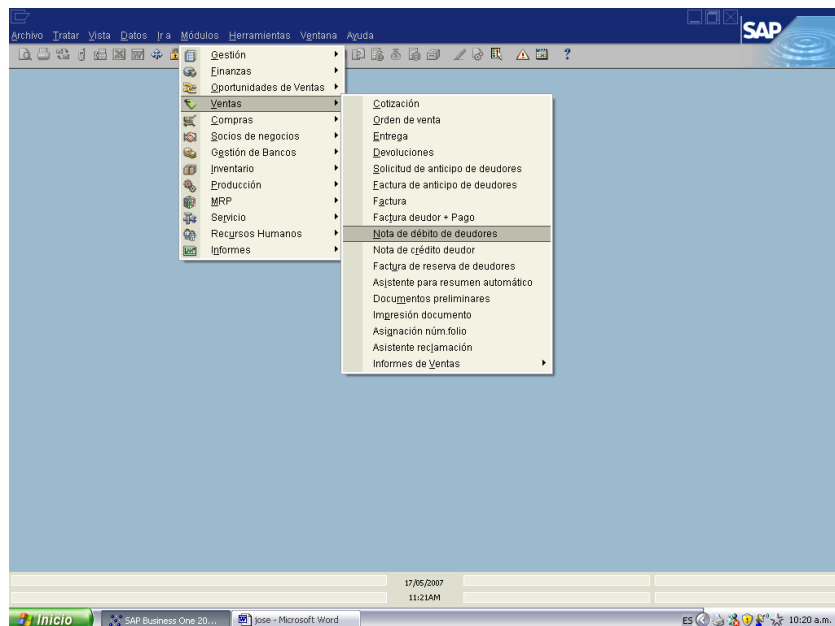 SAP
Archivo Tratar Vista Datos Ir a Módulos Herramientas Ventana Ayuda
Gestión
Finanzas
Oportunidades de Ventas
Ventas
Compras
Socios de negocios
Gestión de Bancos
Inventario
Producción
MRP
Servicio
Recursos Humanos
Informes
Cotización
Orden de venta
Entrega
Devoluciones
Solicitud de anticipo de deudores
Factura de anticipo de deudores
Factura
Factura deudor + Pago
Nota de débito de deudores
Nota de crédito deudor
Factura de reserva de deudores
Asistente para resumen automático
Documentos preliminares
Impresión documento
Asignación núm.folio
Asistente reclamación
Informes de Ventas
17/05/2007
11:21AM
Inicio SAP Business One 20... jose - Microsoft Word ES 10:20 a.m.